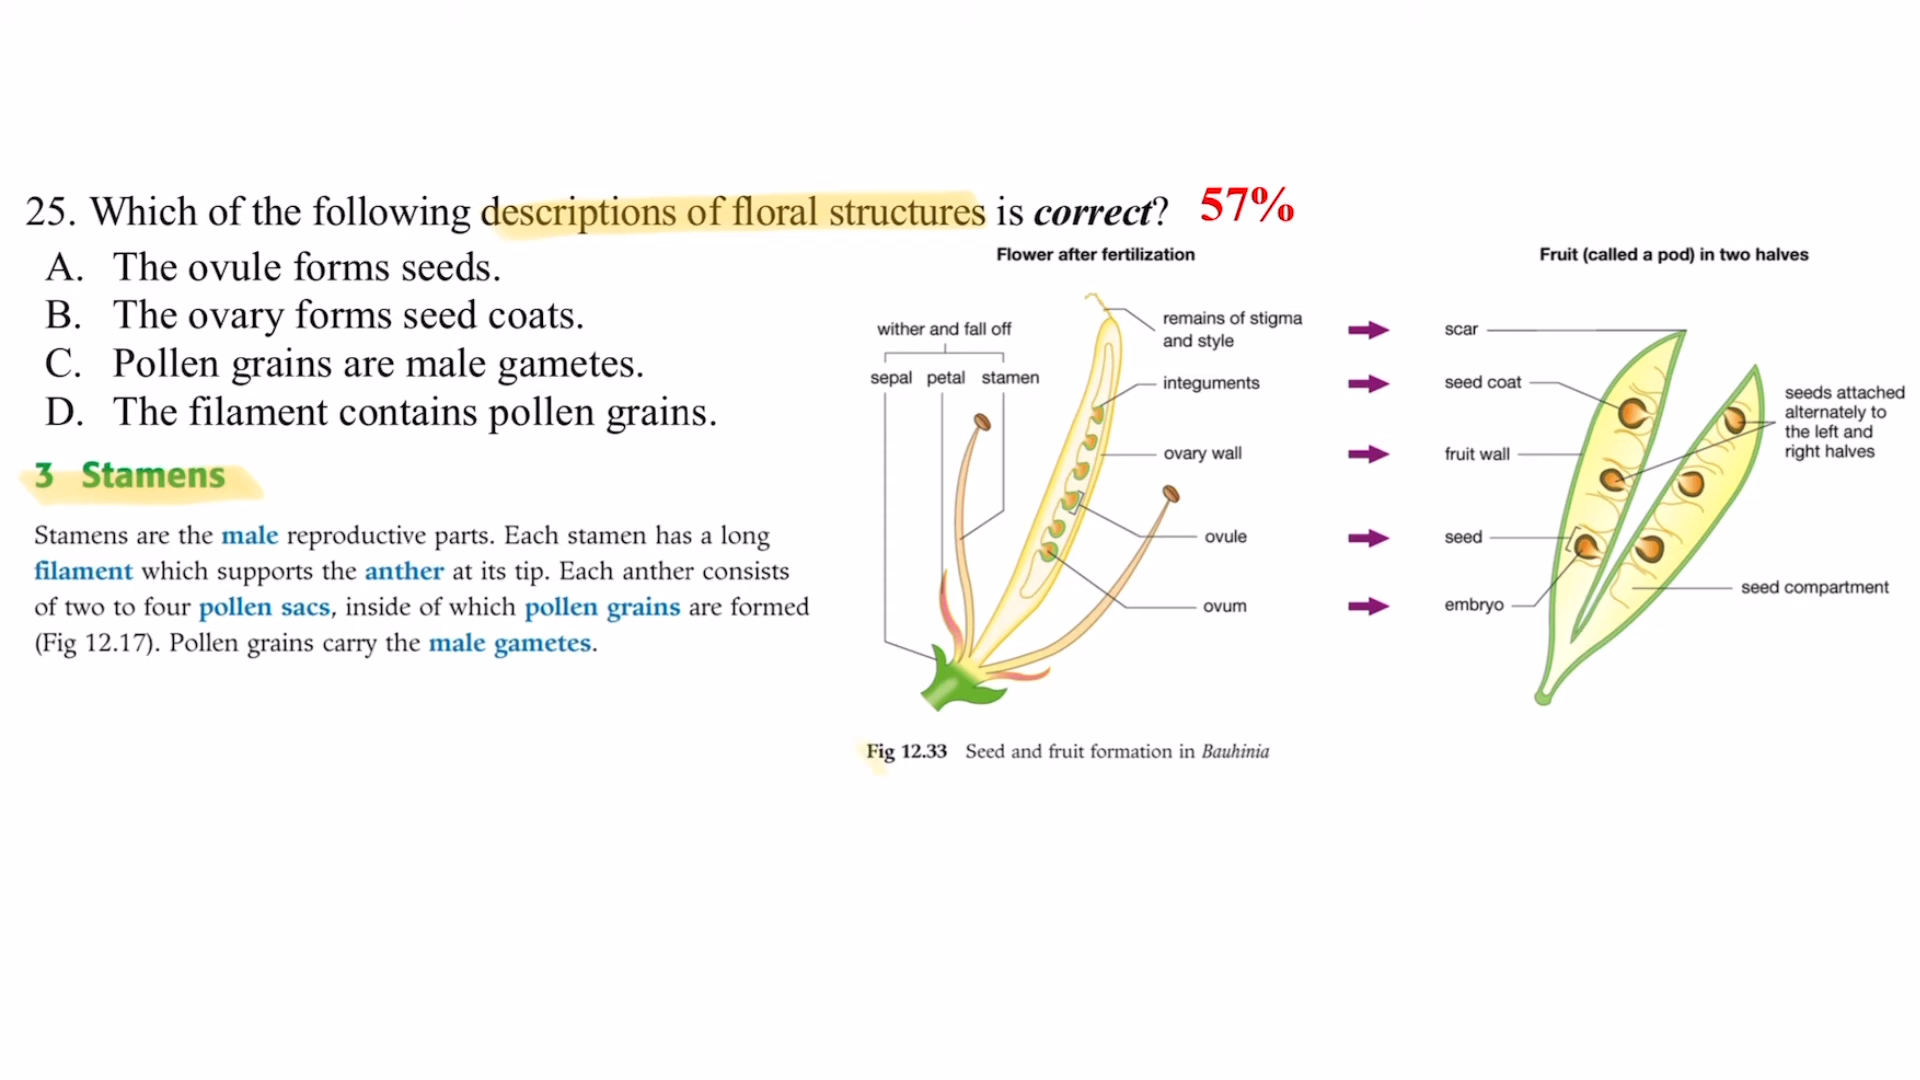 25. Which of the following descriptions of floral structures is correct? 57%
A. The ovule forms seeds.
B. The ovary forms seed coats.
C. Pollen grains are male gametes.
D. The filament contains pollen grains.
3 Stamens
Stamens are the male reproductive parts. Each stamen has a long
filament which supports the anther at its tip. Each anther consists
of two to four pollen sacs, inside of which pollen grains are formed
(Fig 12.17). Pollen grains carry the male gametes.
Flower after fertilization
wither and fall off
sepal petal stamen
remains of stigma
and style
integuments
ovary wall
ovule
ovum
Fruit (called a pod) in two halves
scar
seed coat
fruit wall
seed
embryo
seeds attached
alternately to
the left and
right halves
seed compartment
Fig 12.33 Seed and fruit formation in Bauhinia